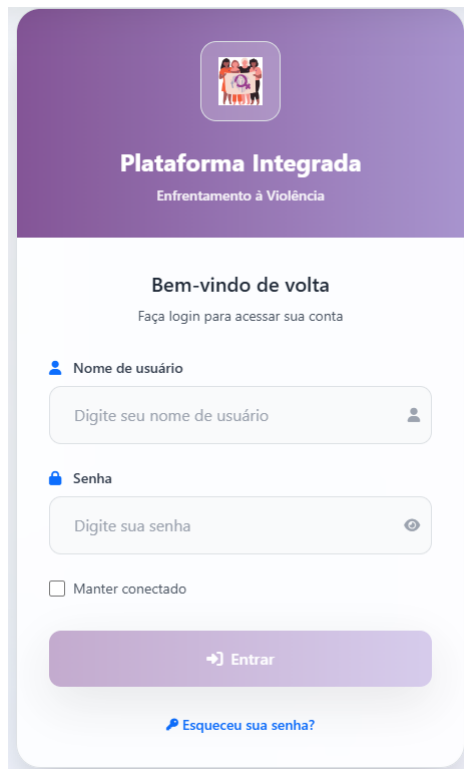 Plataforma Integrada
Enfrentamento à Violência
Bem-vindo de volta
Faça login para acessar sua conta
Nome de usuário
Digite seu nome de usuário
Senha
Digite sua senha
Manter conectado
Entrar
Esqueceu sua senha?